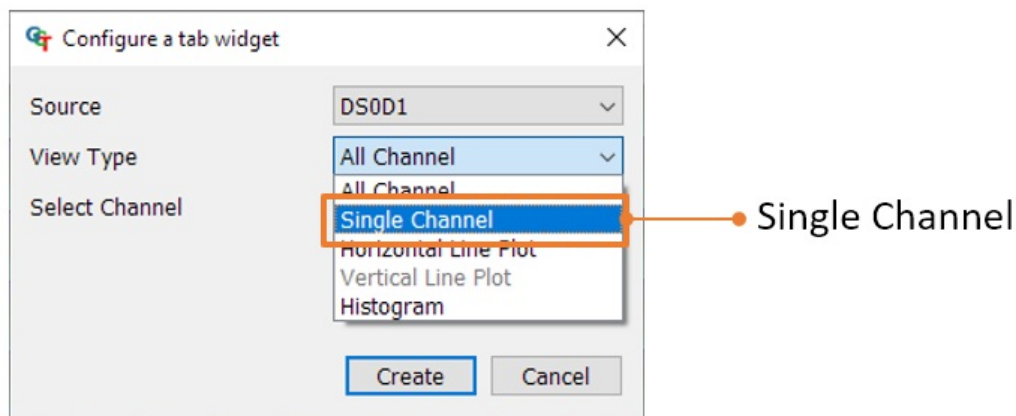 Configure a tab widget
Source
DS0D1
View Type
All Channel
All Channel
Select Channel
Single Channel
Single Channel
Horizontal Line Plot
Vertical Line Plot
Histogram
Create
Cancel